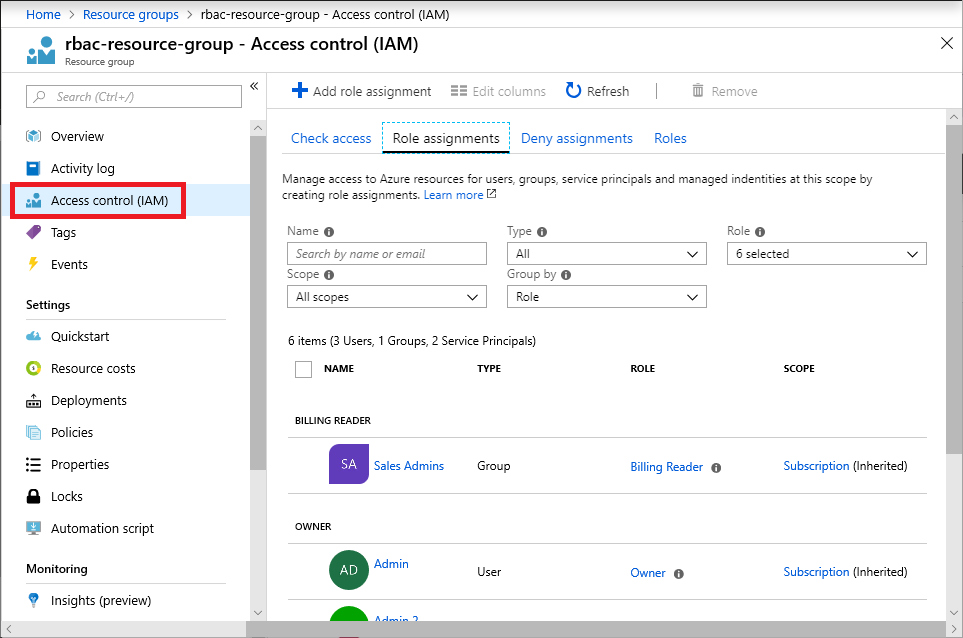 Home > Resource groups > rbac-resource-group - Access control (IAM)
rbac-resource-group - Access control (IAM)
Resource group
Search (Ctrl+/)
Overview
Activity log
Access control (IAM)
Tags
Events
Settings
Quickstart
Resource costs
Deployments
Policies
Properties
Locks
Automation script
Monitoring
Insights (preview)
Add role assignment Edit columns Refresh Remove
Check access Role assignments Deny assignments Roles
Manage access to Azure resources for users, groups, service principals and managed indentities at this scope by
creating role assignments. Learn more
Name Type Role
Search by name or email All 6 selected
Scope Group by
All scopes Role
6 items (3 Users, 1 Groups, 2 Service Principals)
NAME TYPE ROLE SCOPE
BILLING READER
SA Sales Admins Group Billing Reader Subscription (Inherited)
OWNER
AD Admin User Owner Subscription (Inherited)
Admin 2